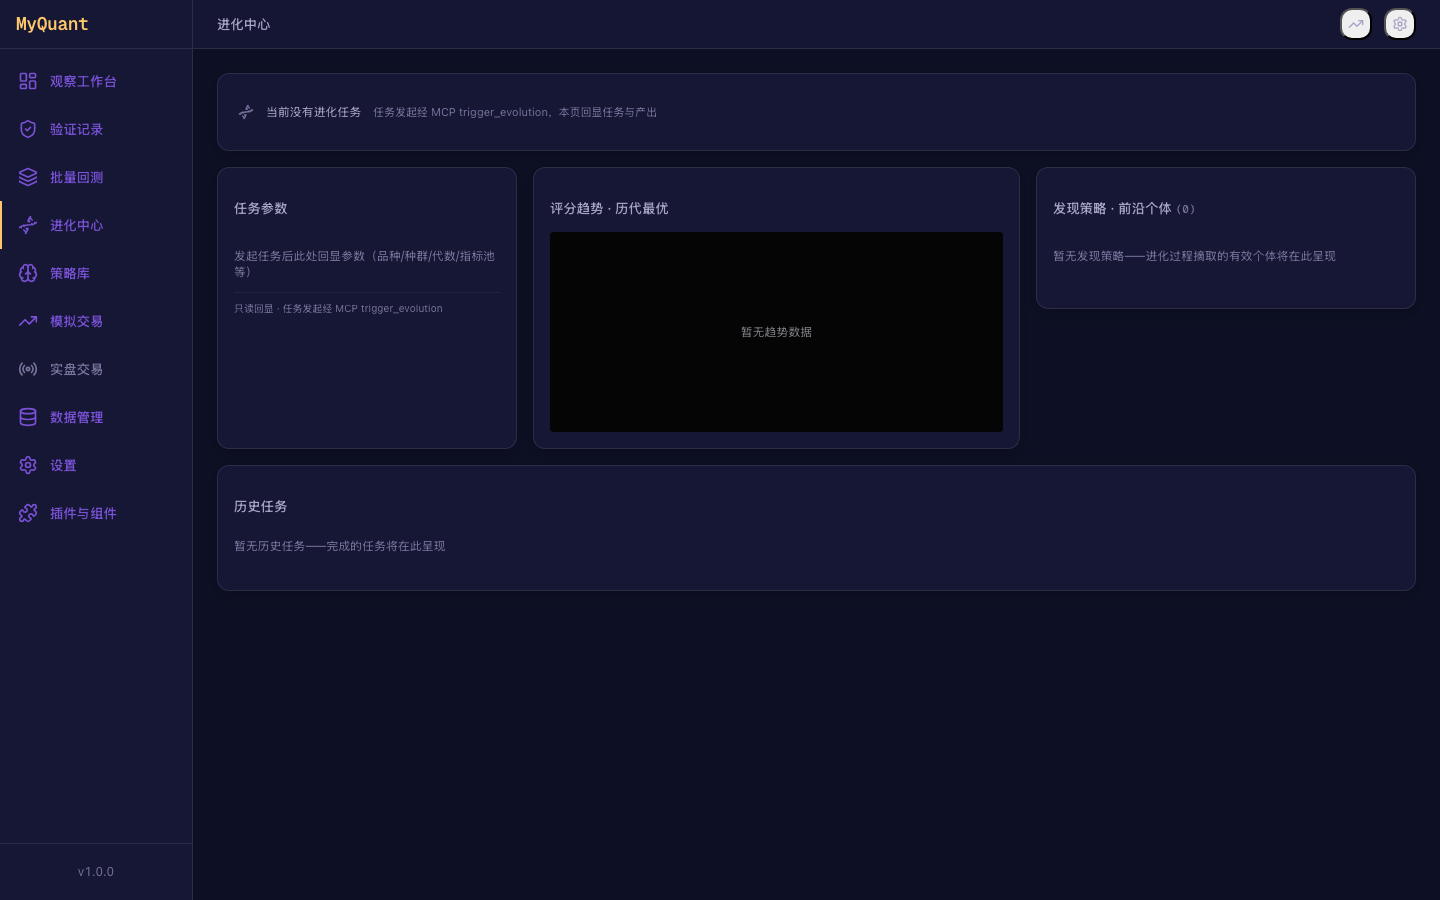 MyQuant
进化中心
观察工作台
验证记录
批量回测
进化中心
策略库
模拟交易
实盘交易
数据管理
设置
插件与组件
v1.0.0
当前没有进化任务 任务发起经 MCP trigger_evolution，本页回显任务与产出
任务参数
发起任务后此处回显参数（品种/种群/代数/指标池
等）
只读回显 · 任务发起经 MCP trigger_evolution
评分趋势 · 历代最优
暂无趋势数据
发现策略 · 前沿个体 (0)
暂无发现策略——进化过程摘取的有效个体将在此呈现
历史任务
暂无历史任务——完成的任务将在此呈现